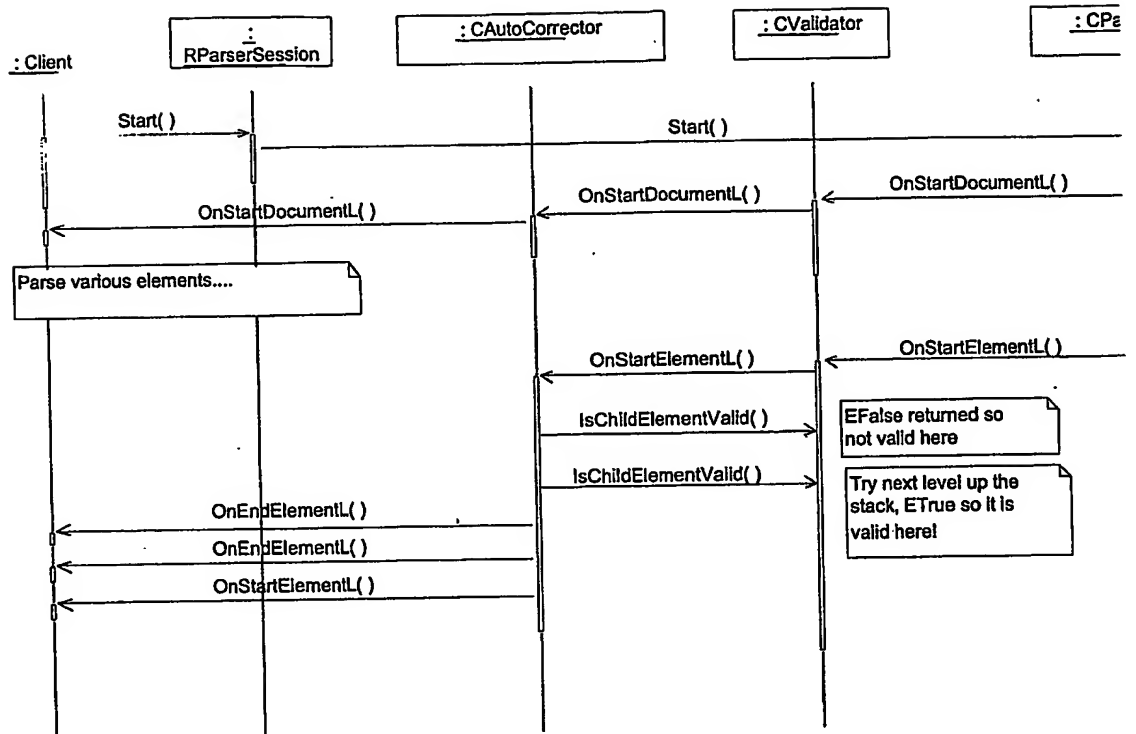 : Client
:
RParserSession
: CAutoCorrector
: CValidator
: CPa
Start( )
Start( )
OnStartDocumentL( )
OnStartDocumentL( )
OnStartDocumentL( )
Parse various elements....
OnStartElementL( )
OnStartElementL( )
IsChildElementValid( )
EFalse returned so
not valid here
IsChildElementValid( )
Try next level up the
stack, ETrue so it is
valid here!
OnEndElementL( )
OnEndElementL( )
OnStartElementL( )